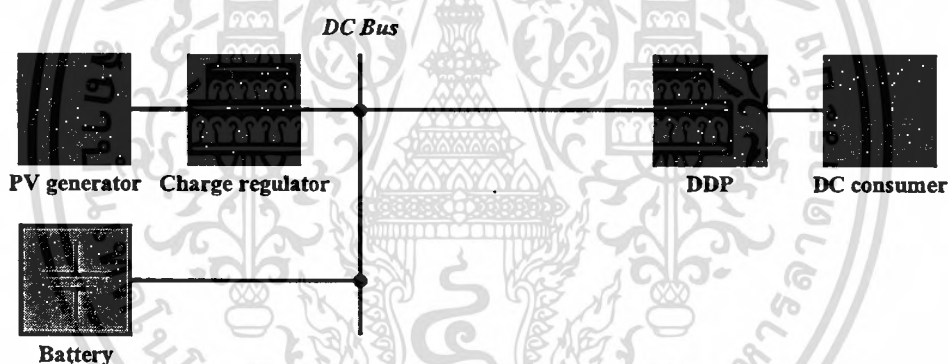 DC Bus
PV generator
Charge regulator
DDP
DC consumer
Battery